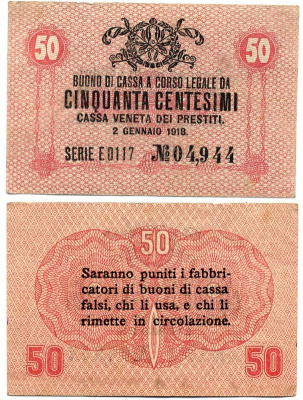 50 50
BUONO DI CASSA A CORSO LEGALE DA
CINQUANTA CENTESIMI
CASSA VENETA DEI PRESTITI.
2 GENNAIO 1918.
SERIE E0117 №04,944
50
Saranno puniti i fabbri-
catori di buoni di cassa
falsi, chi li usa, e chi li
rimette in circolazione.
50 50